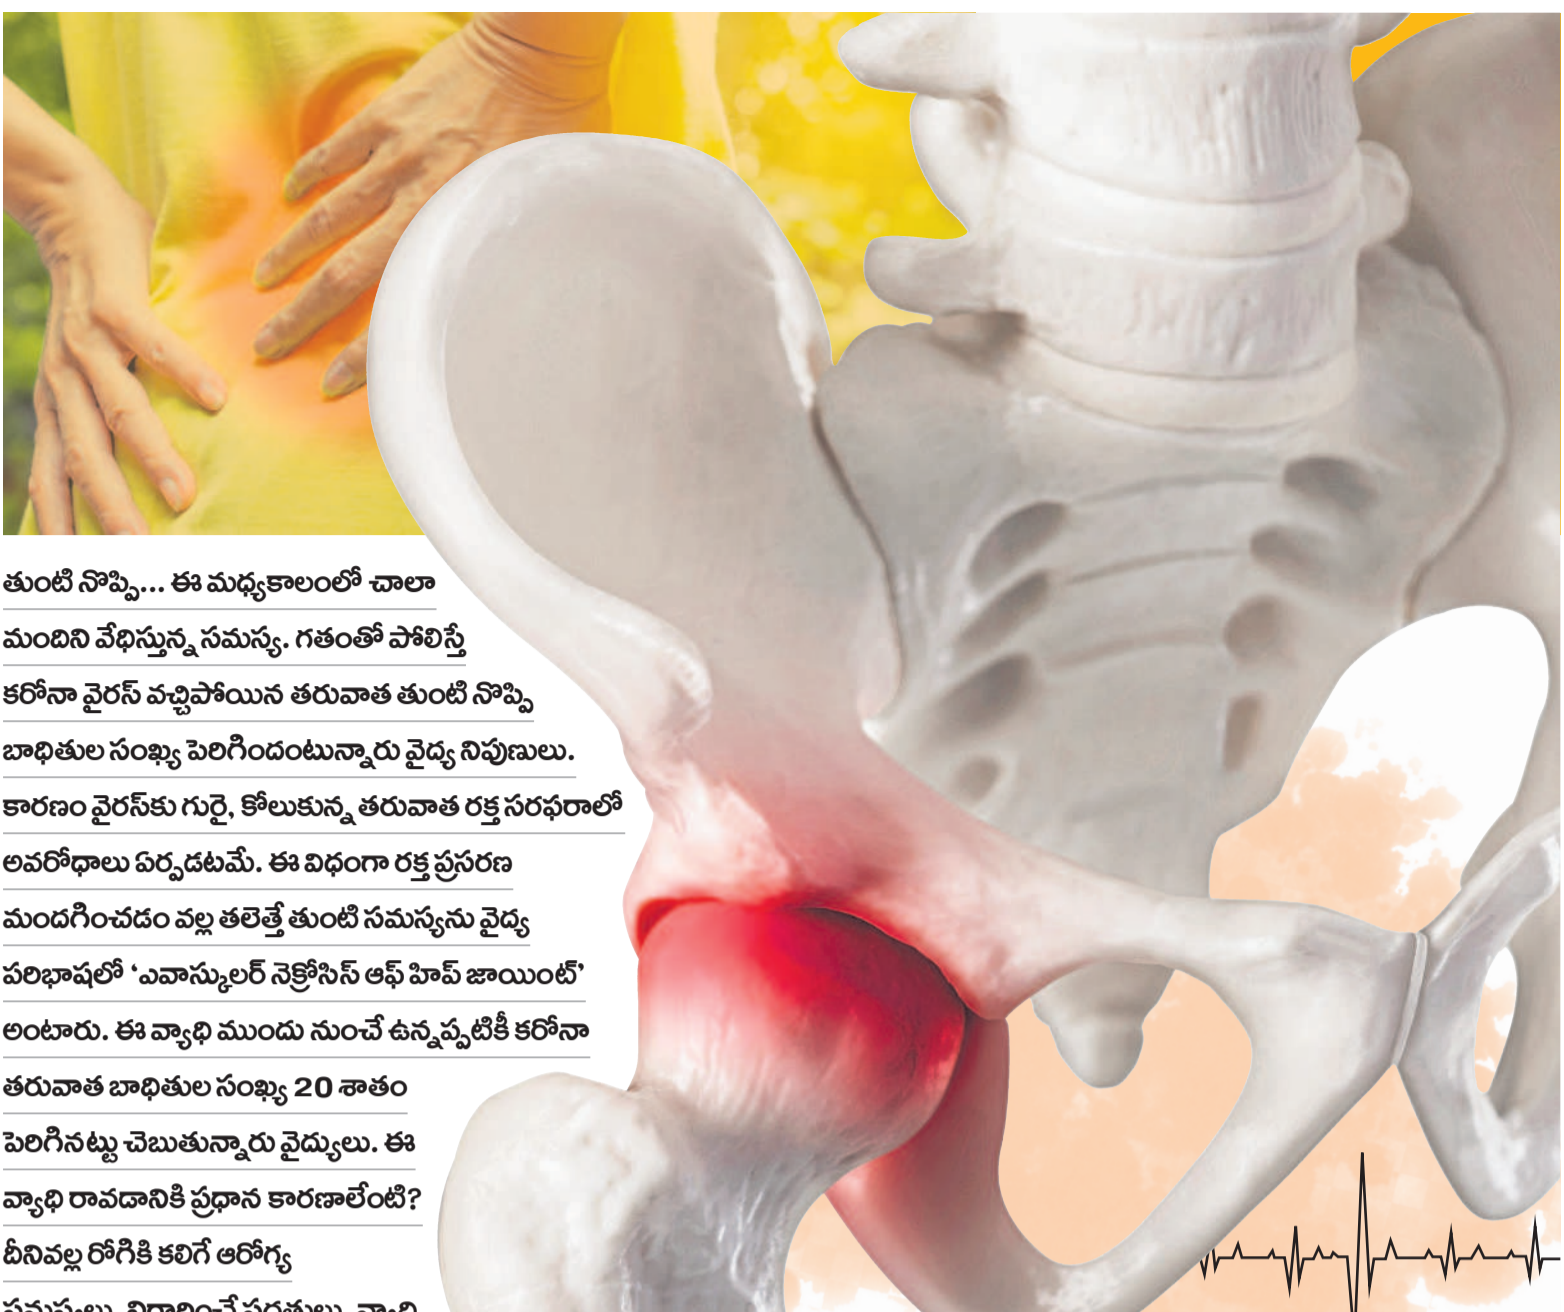 తుంటి నొప్పి... ఈ మధ్యకాలంలో చాలా
మందిని వేధిస్తున్న సమస్య. గతంతో పోలిస్తే
కరోనా వైరస్ వచ్చిపోయిన తరువాత తుంటి నొప్పి
బాధితుల సంఖ్య పెరిగిందంటున్నారు వైద్య నిపుణులు.
కారణం వైరస్‌కు గురై, కోలుకున్న తరువాత రక్త సరఫరాలో
అవరోధాలు ఏర్పడటమే. ఈ విధంగా రక్త ప్రసరణ
మందగించడం వల్ల తలెత్తే తుంటి సమస్యను వైద్య
పరిభాషలో ‘ఎవాస్కులర్ నెక్రోసిస్ ఆఫ్ హిప్ జాయింట్’
అంటారు. ఈ వ్యాధి ముందు నుంచే ఉన్నప్పటికీ కరోనా
తరువాత బాధితుల సంఖ్య 20 శాతం
పెరిగినట్టు చెబుతున్నారు వైద్యులు. ఈ
వ్యాధి రావడానికి ప్రధాన కారణాలేంటి?
దీనివల్ల రోగికి కలిగే ఆరోగ్య